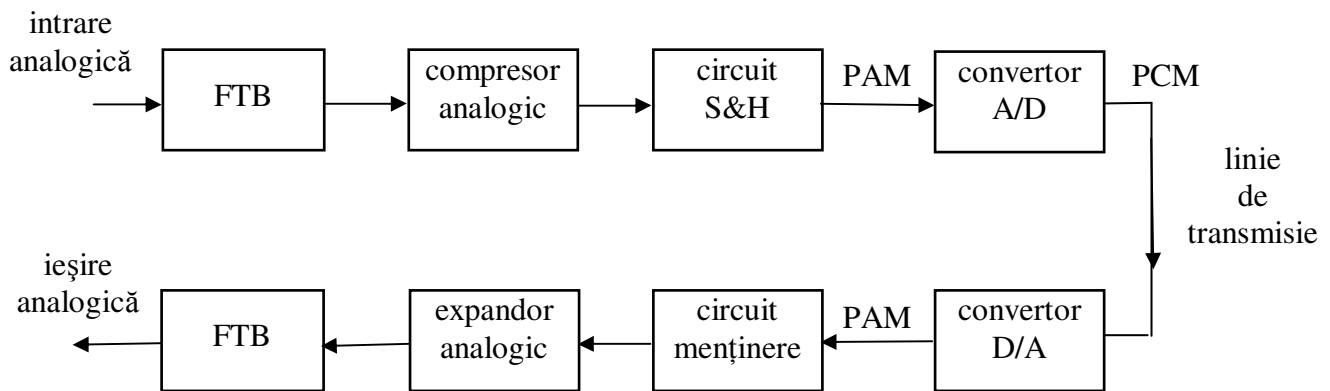 intrare
analogică
FTB
compresor
analogic
circuit
S&H
PAM
convertor
A/D
PCM
linie
de
transmisie
ieşire
analogică
FTB
expandor
analogic
circuit
menținere
PAM
convertor
D/A